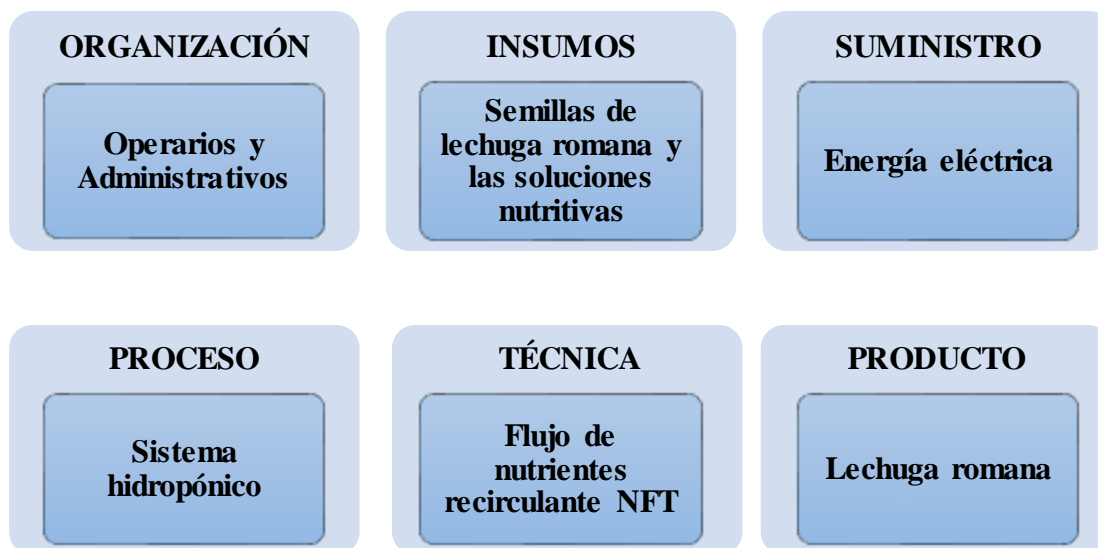 ORGANIZACIÓN
Operarios y
Administrativos
INSUMOS
Semillas de
lechuga romana y
las soluciones
nutritivas
SUMINISTRO
Energía eléctrica
PROCESO
Sistema
hidropónico
TÉCNICA
Flujo de
nutrientes
recirculante NFT
PRODUCTO
Lechuga romana